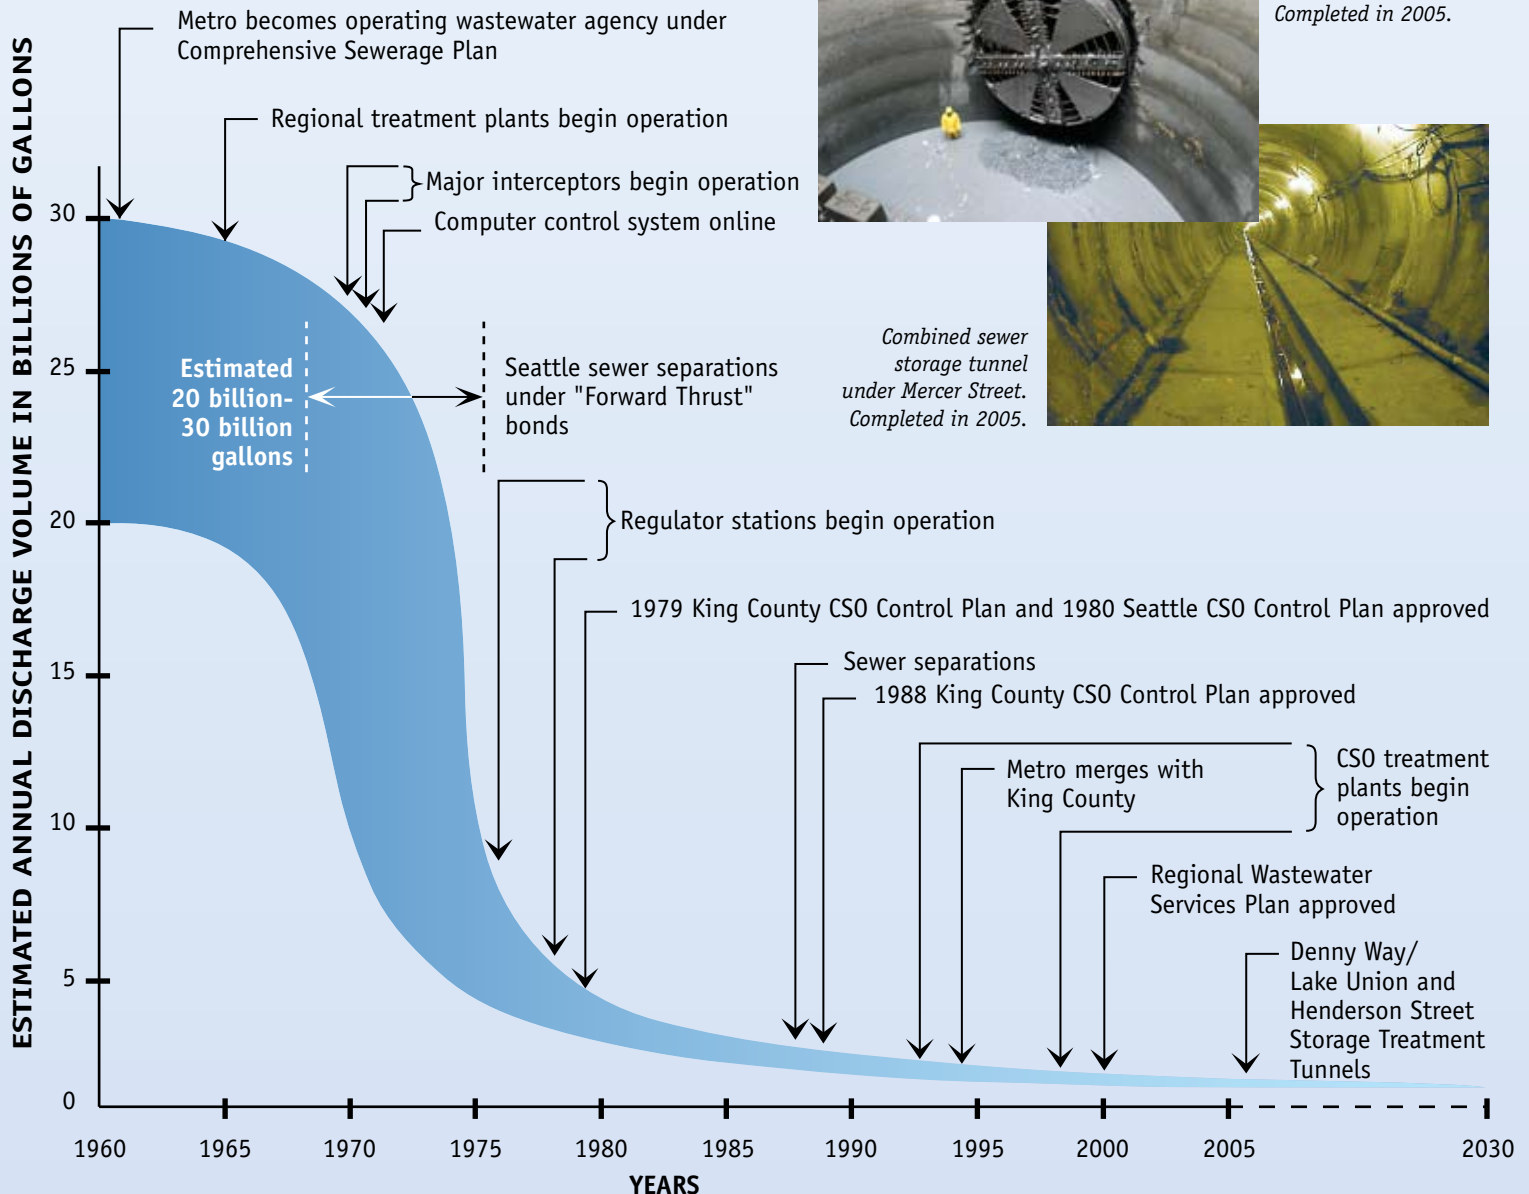 ESTIMATED ANNUAL DISCHARGE VOLUME IN BILLIONS OF GALLONS
Metro becomes operating wastewater agency under
Comprehensive Sewerage Plan
Completed in 2005.
Regional treatment plants begin operation
Major interceptors begin operation
Computer control system online
Combined sewer
storage tunnel
under Mercer Street.
Completed in 2005.
Estimated
20 billion-
30 billion
gallons
Seattle sewer separations
under "Forward Thrust"
bonds
Regulator stations begin operation
1979 King County CSO Control Plan and 1980 Seattle CSO Control Plan approved
Sewer separations
1988 King County CSO Control Plan approved
Metro merges with
King County
CSO treatment
plants begin
operation
Regional Wastewater
Services Plan approved
Denny Way/
Lake Union and
Henderson Street
Storage Treatment
Tunnels
30
25
20
15
10
5
0
1960 1965 1970 1975 1980 1985 1990 1995 2000 2005 2030
YEARS